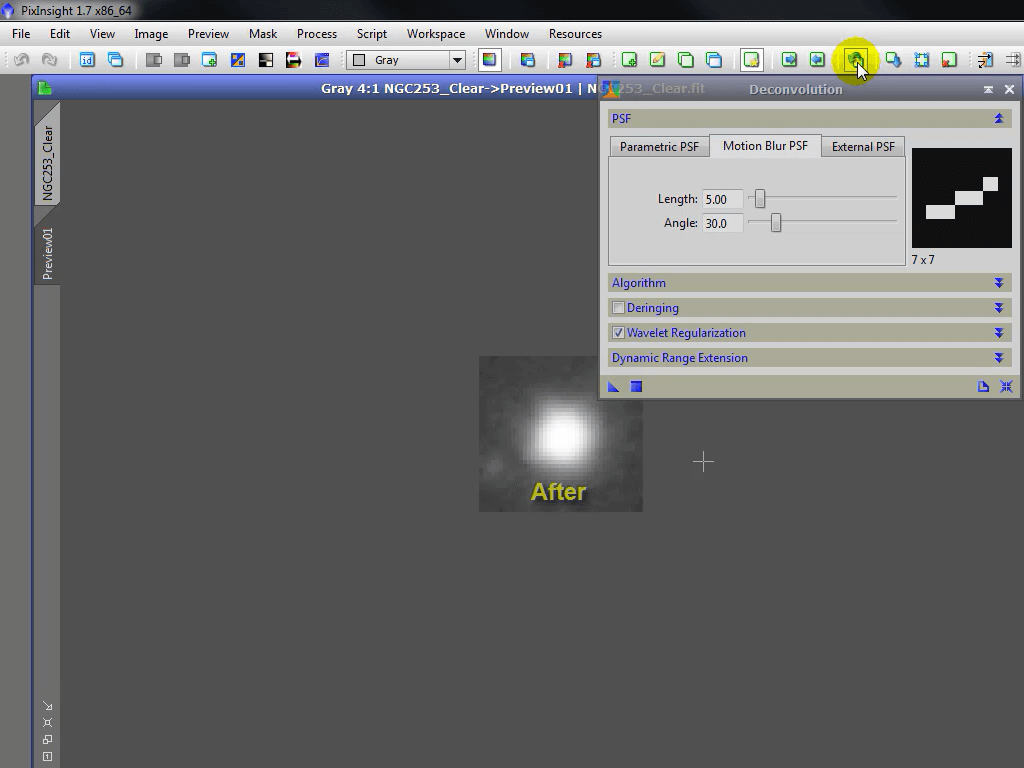 PixInsight 1.7 x86_64
File Edit View Image Preview Mask Process Script Workspace Window Resources
id Gray
Gray 4:1 NGC253_Clear->Preview01 | NGC253_Clear.fit
Deconvolution
NGC253_Clear
Preview01
PSF
Parametric PSF Motion Blur PSF External PSF
Length: 5.00
Angle: 30.0
7 x 7
Algorithm
Deringing
Wavelet Regularization
Dynamic Range Extension
After